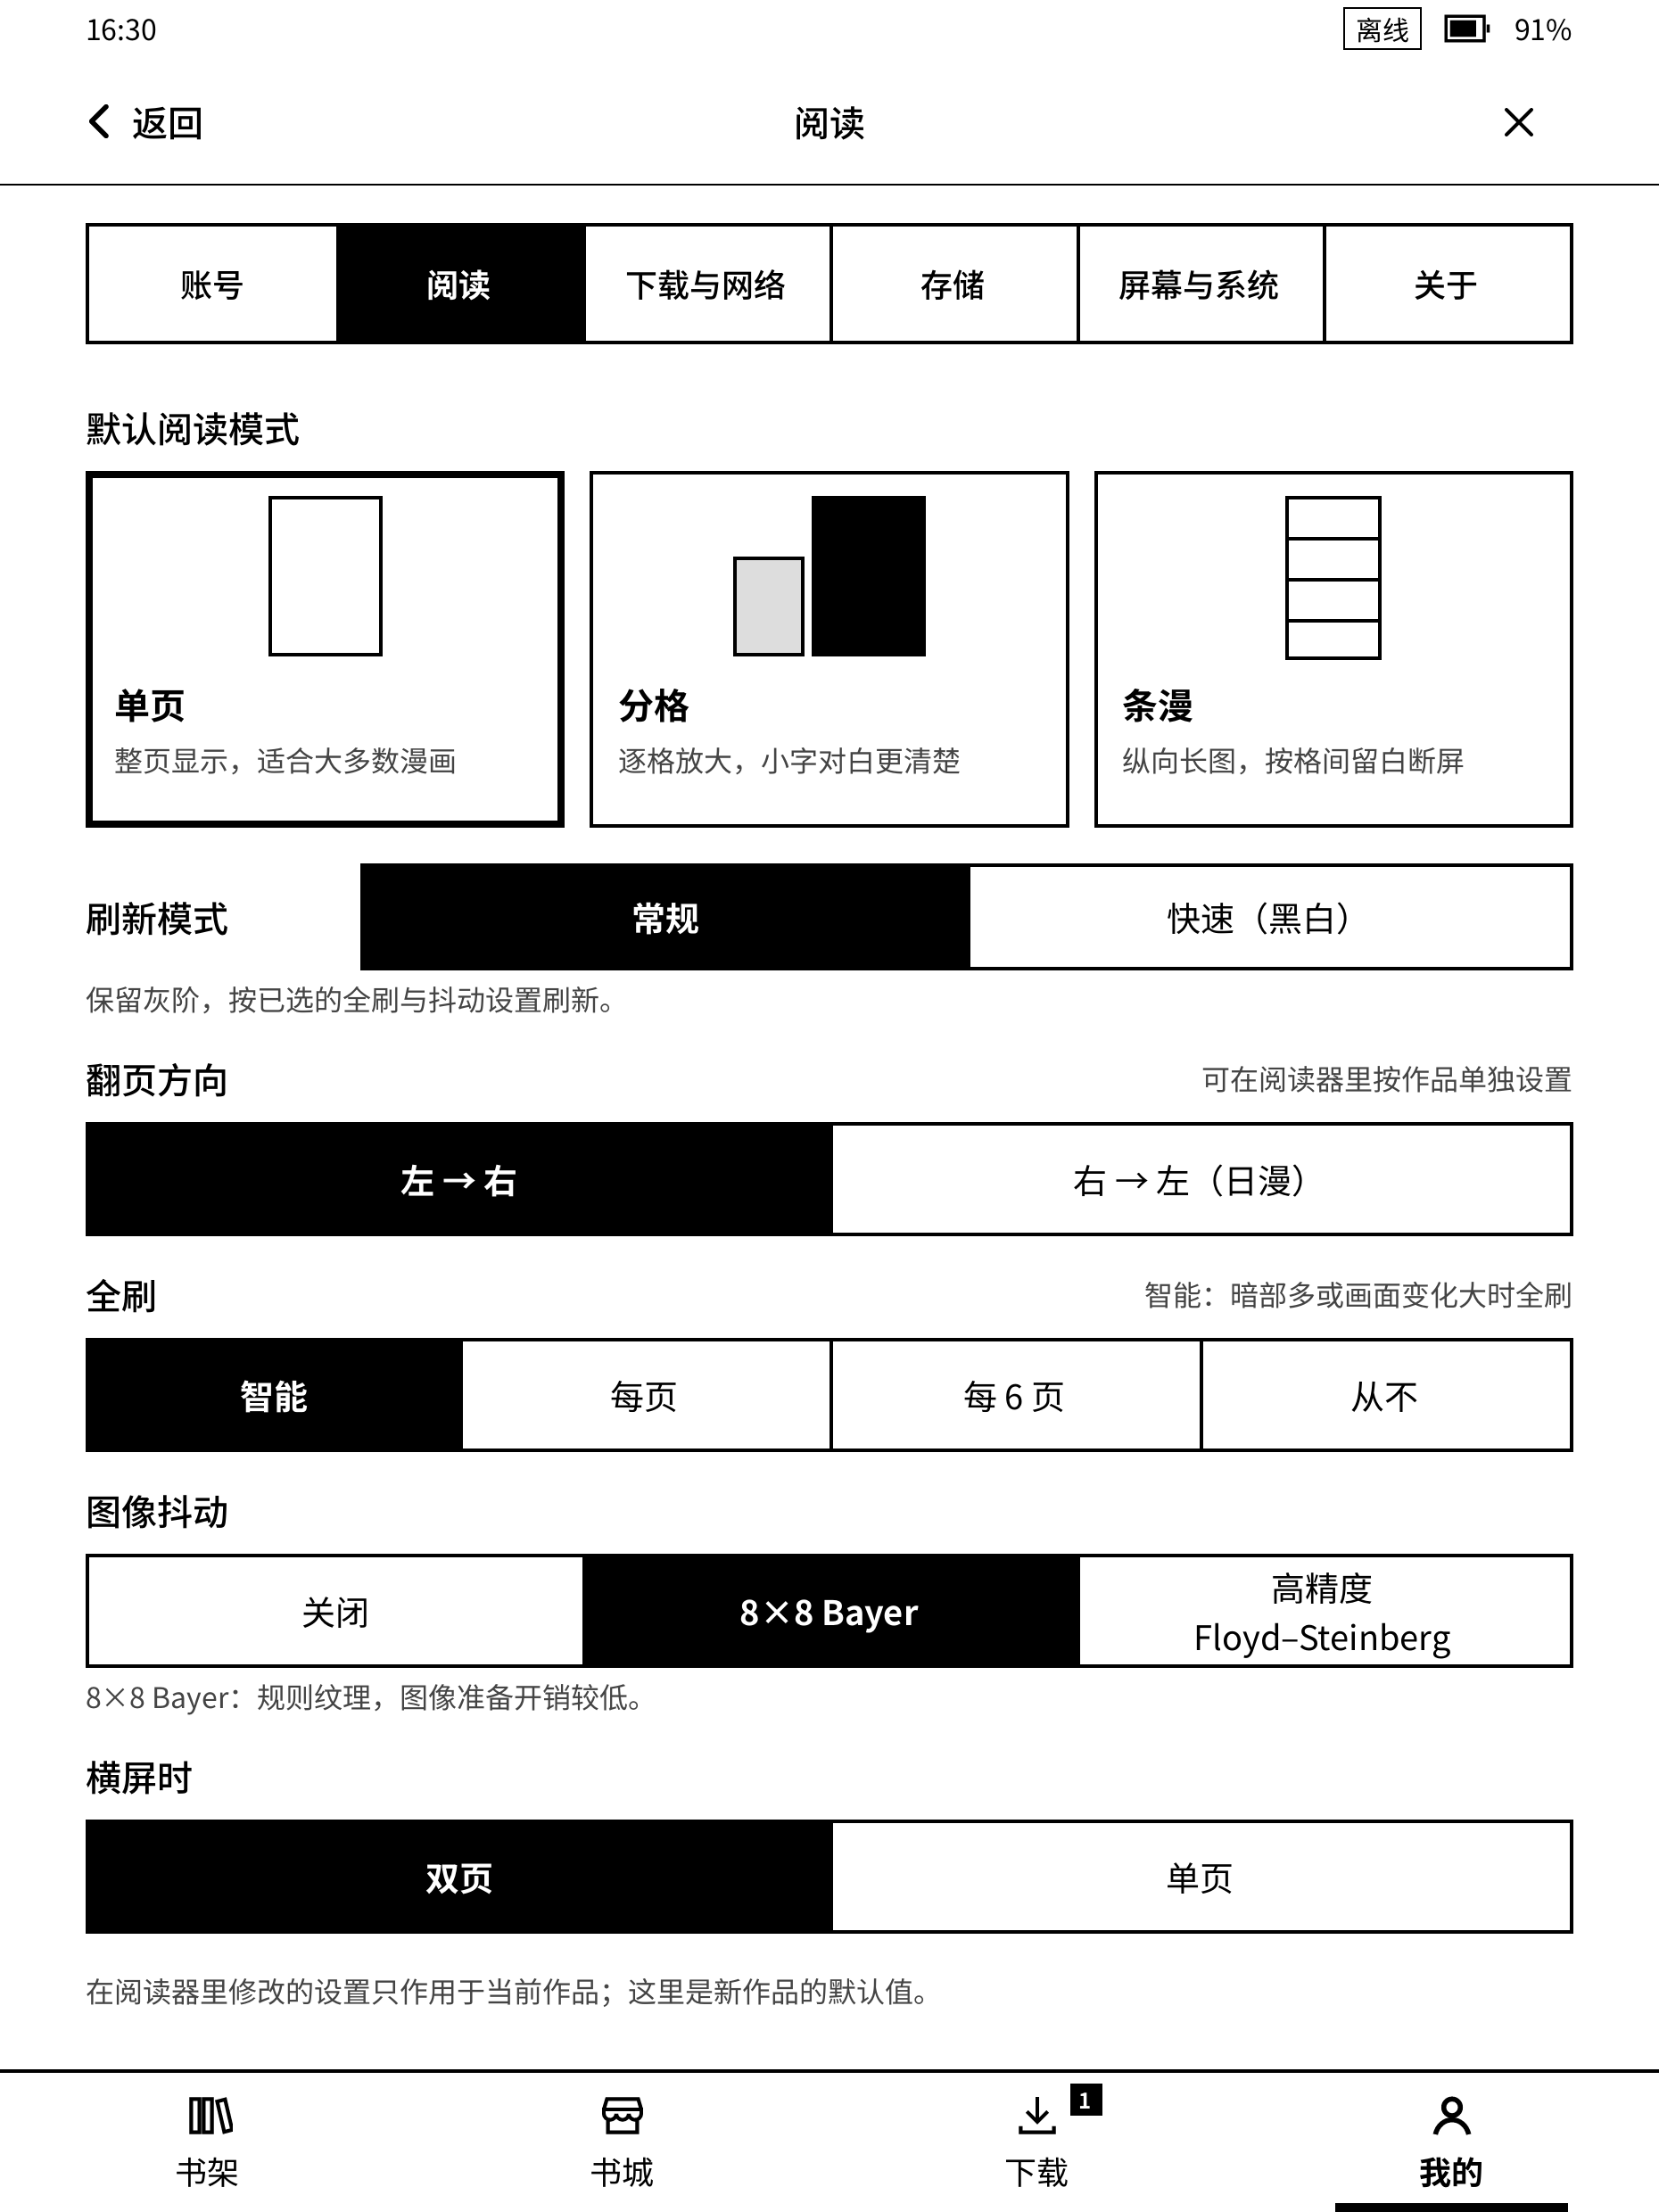 16:30
离线
91%
返回
阅读
账号
阅读
下载与网络
存储
屏幕与系统
关于
默认阅读模式
单页
整页显示，适合大多数漫画
分格
逐格放大，小字对白更清楚
条漫
纵向长图，按格间留白断屏
刷新模式
常规
快速（黑白）
保留灰阶，按已选的全刷与抖动设置刷新。
翻页方向
可在阅读器里按作品单独设置
左 → 右
右 → 左（日漫）
全刷
智能：暗部多或画面变化大时全刷
智能
每页
每 6 页
从不
图像抖动
关闭
8×8 Bayer
高精度
Floyd–Steinberg
8×8 Bayer：规则纹理，图像准备开销较低。
横屏时
双页
单页
在阅读器里修改的设置只作用于当前作品；这里是新作品的默认值。
书架
书城
1
下载
我的